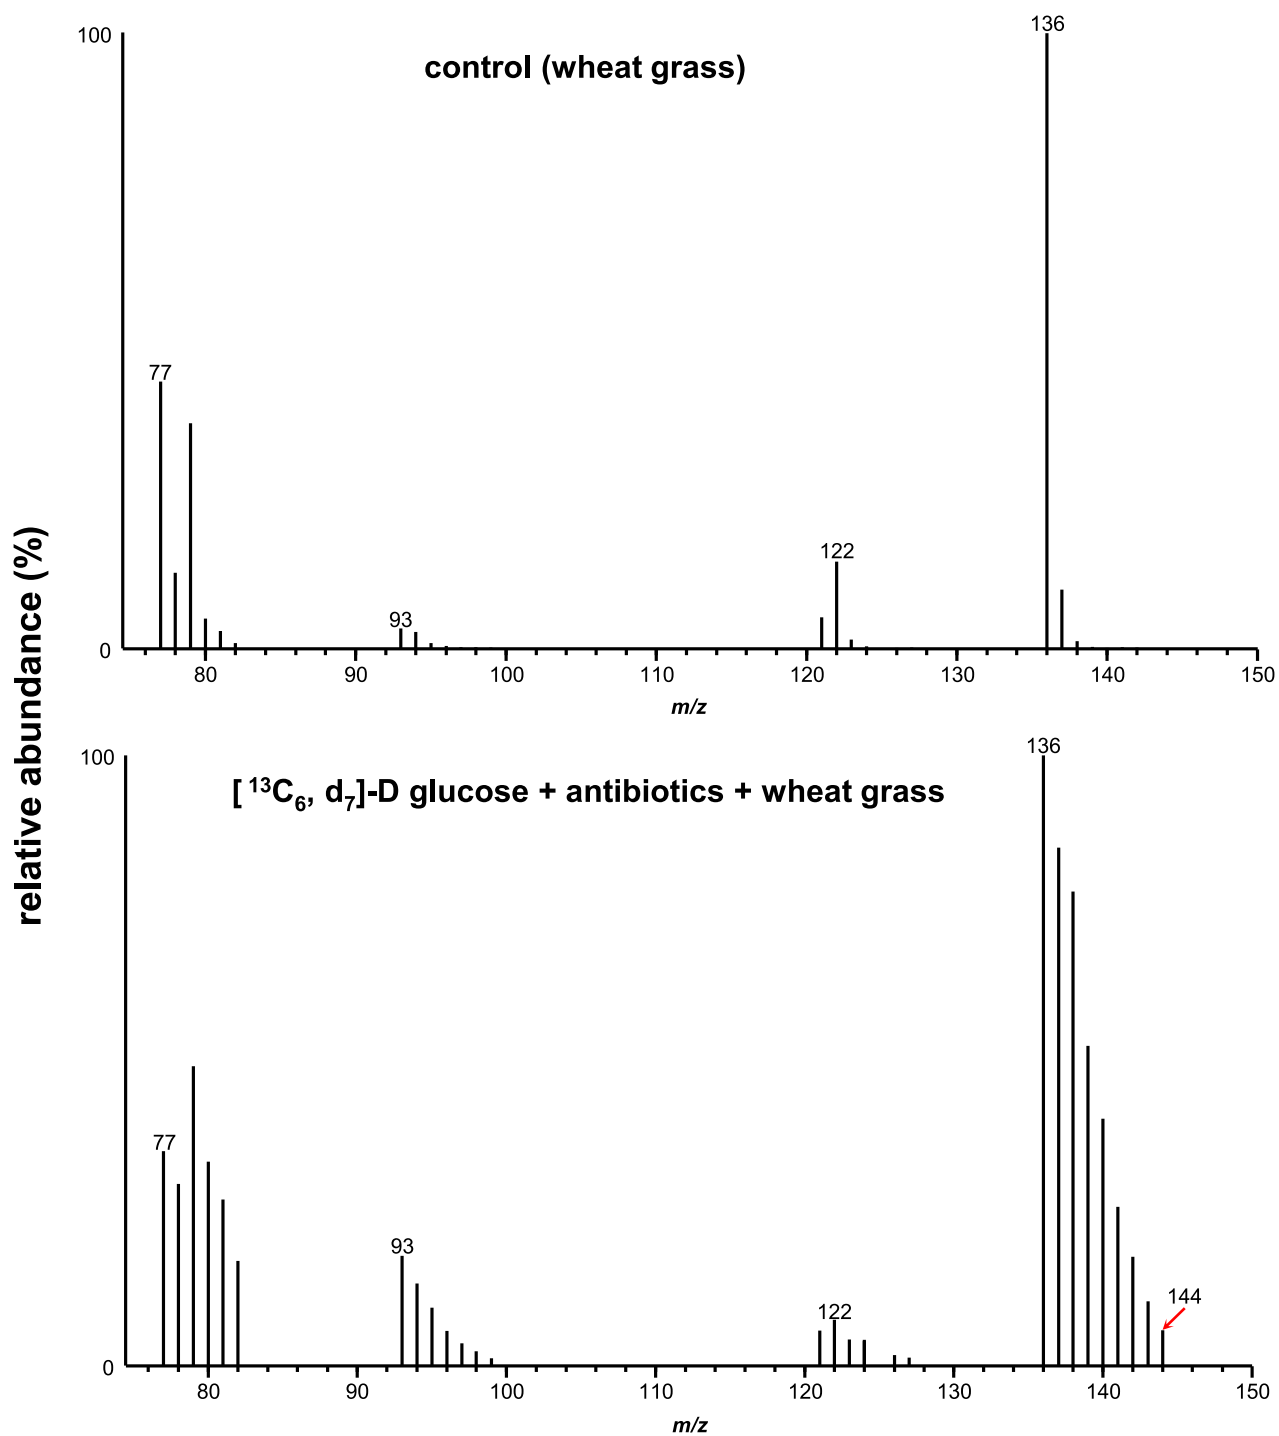 136
100
control (wheat grass)
77
122
93
0
80 90 100 110 120 130 140 150
m/z
relative abundance (%)
136
100
[ ¹³C₆, d₇]-D glucose + antibiotics + wheat grass
77
93
144
122
0
80 90 100 110 120 130 140 150
m/z